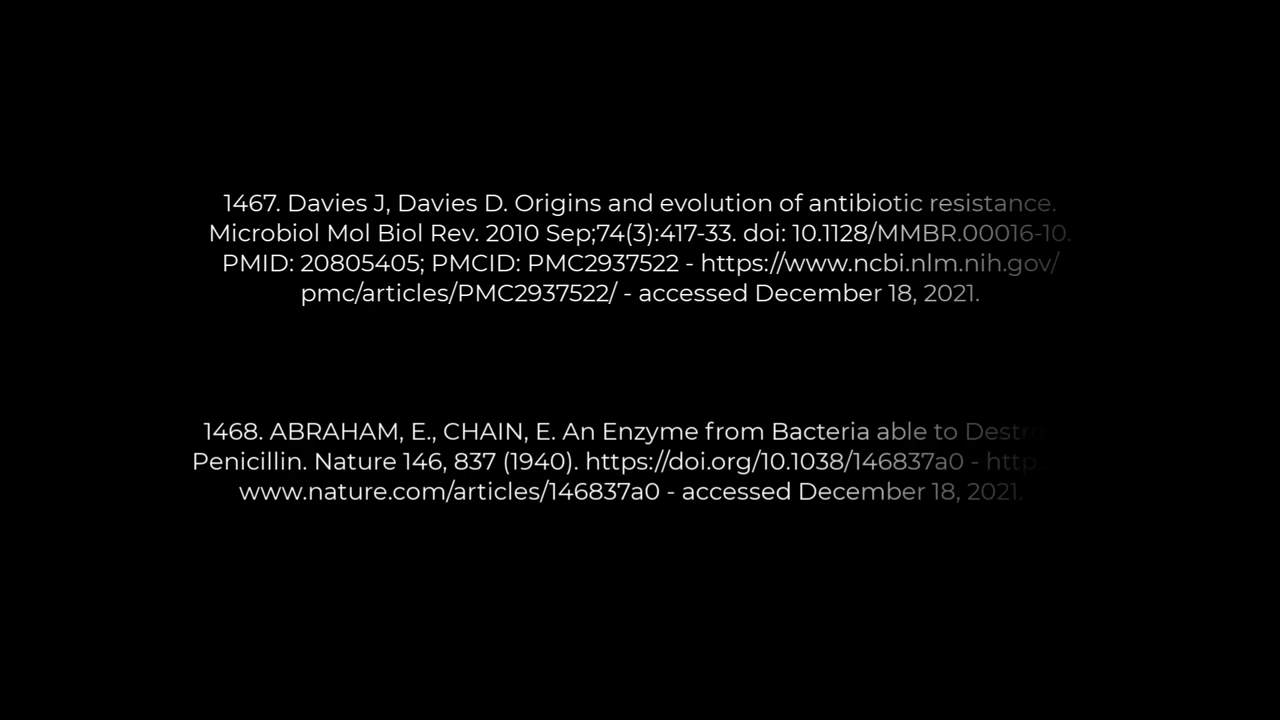 1467. Davies J, Davies D. Origins and evolution of antibiotic resistance.
Microbiol Mol Biol Rev. 2010 Sep;74(3):417-33. doi: 10.1128/MMBR.00016-10.
PMID: 20805405; PMCID: PMC2937522 - https://www.ncbi.nlm.nih.gov/
pmc/articles/PMC2937522/ - accessed December 18, 2021.
1468. ABRAHAM, E., CHAIN, E. An Enzyme from Bacteria able to
Penicillin. Nature 146, 837 (1940). https://doi.org/10.1038/146837a0 -
www.nature.com/articles/146837a0 - accessed December 18, 2021.